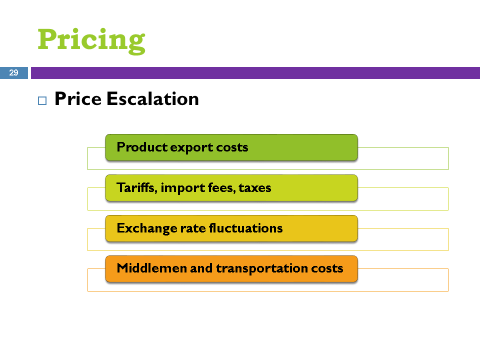 Pricing
29
Price Escalation
Product export costs
Tariffs, import fees, taxes
Exchange rate fluctuations
Middlemen and transportation costs